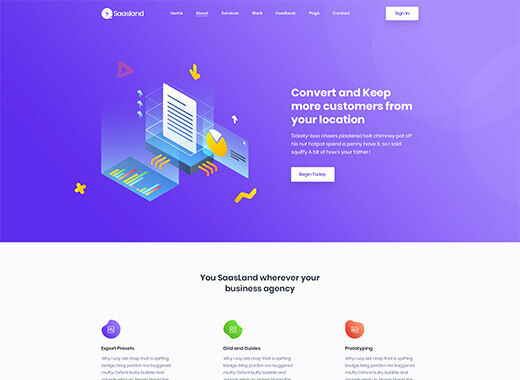 SaasLand
Home About Services Work Feedback Page Contact
Sign In
Convert and Keep
more customers from
your location
Tickety-boo cheers plastered twit chimney pot off
his nut hotpot spend a penny have it, so I said
squiffy A bit of how's your father !
Begin Today
You SaasLand wherever your
business agency
Export Presets
Grid and Guides
Prototyping
Why I say old chap that is spiffing
bodge, blag pardon me buggered
mufty Oxford butty bubble and
Why I say old chap that is spiffing
bodge, blag pardon me buggered
mufty Oxford butty bubble and
Why I say old chap that is spiffing
bodge, blag pardon me buggered
mufty Oxford butty bubble and